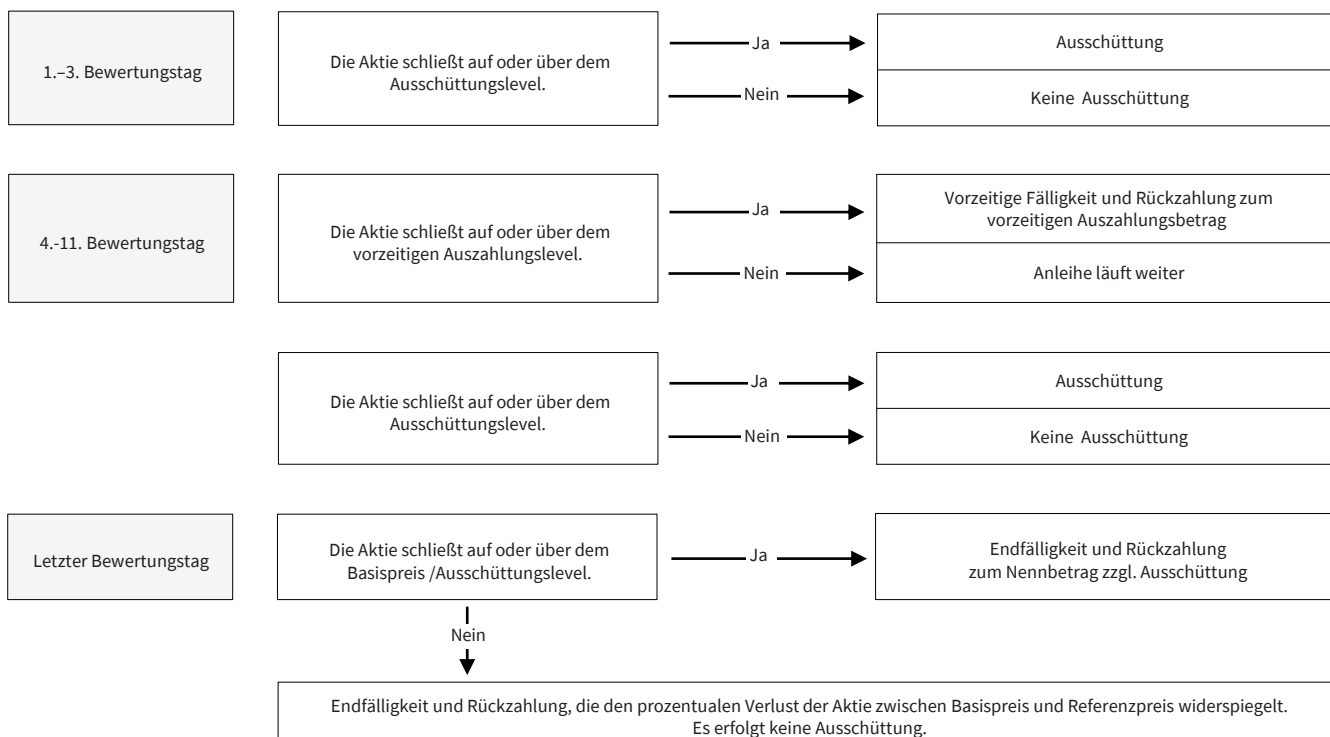 1.–3. Bewertungstag
Die Aktie schließt auf oder über dem
Ausschüttungslevel.
Ja
Ausschüttung
Nein
Keine Ausschüttung
4.-11. Bewertungstag
Die Aktie schließt auf oder über dem
vorzeitigen Auszahlungslevel.
Ja
Vorzeitige Fälligkeit und Rückzahlung zum
vorzeitigen Auszahlungsbetrag
Nein
Anleihe läuft weiter
Die Aktie schließt auf oder über dem
Ausschüttungslevel.
Ja
Ausschüttung
Nein
Keine Ausschüttung
Letzter Bewertungstag
Die Aktie schließt auf oder über dem
Basispreis /Ausschüttungslevel.
Ja
Endfälligkeit und Rückzahlung
zum Nennbetrag zzgl. Ausschüttung
Nein
Endfälligkeit und Rückzahlung, die den prozentualen Verlust der Aktie zwischen Basispreis und Referenzpreis widerspiegelt.
Es erfolgt keine Ausschüttung.